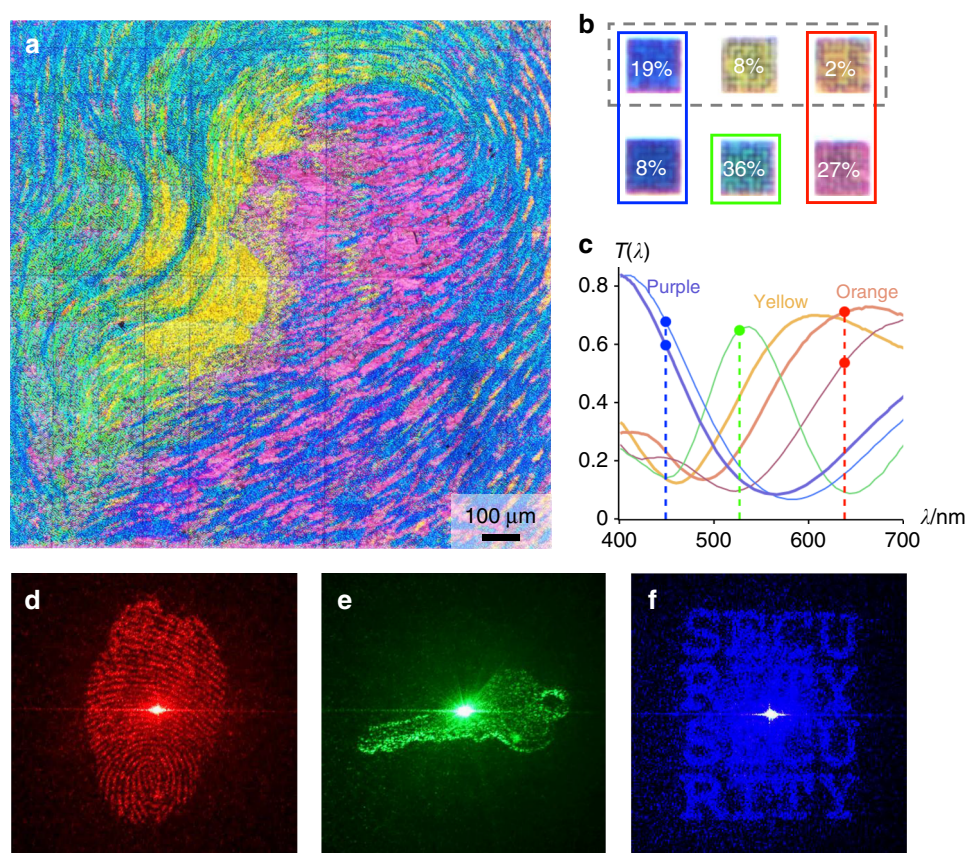 a
b
19% 8% 2%
8% 36% 27%
c
T(λ)
0.8
0.6
0.4
0.2
0
400 500 600 700
λ/nm
Purple
Yellow
Orange
100 μm
d
e
f
SECU
RITY
SECU
RITY